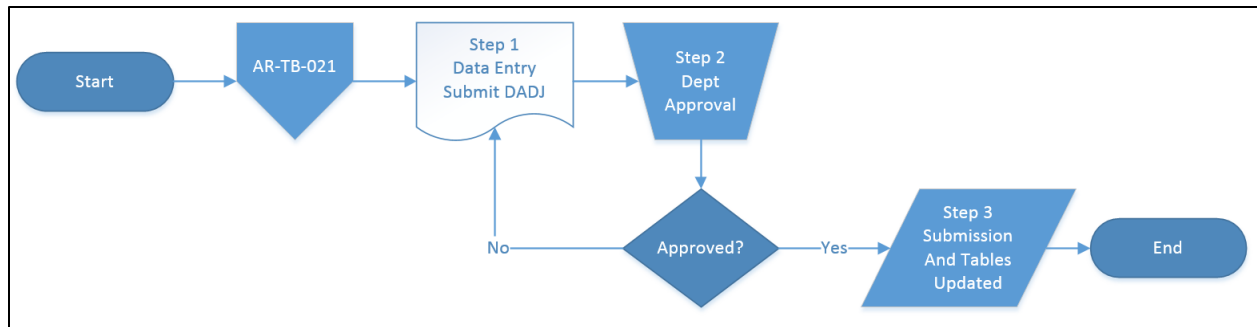 Start
AR-TB-021
Step 1
Data Entry
Submit DADJ
Step 2
Dept
Approval
Approved?
No
Yes
Step 3
Submission
And Tables
Updated
End